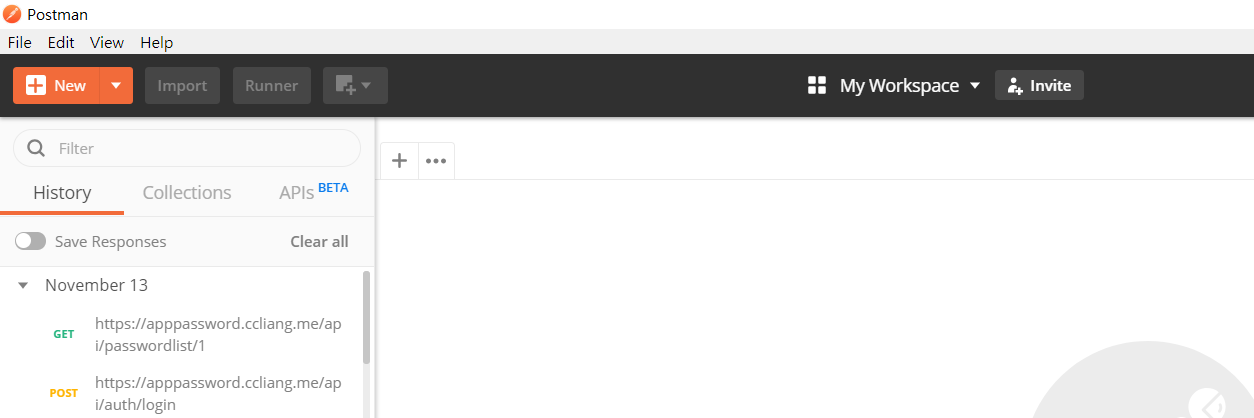 Postman
File Edit View Help
New Import Runner My Workspace Invite
Filter
History Collections APIs BETA
Save Responses Clear all
November 13
GET https://apppassword.ccliang.me/ap
i/passwordlist/1
POST https://apppassword.ccliang.me/ap
i/auth/login